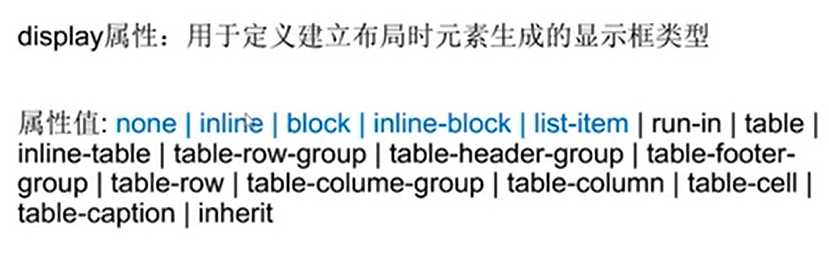 display属性：用于定义建立布局时元素生成的显示框类型
属性值: none | inline | block | inline-block | list-item | run-in | table |
inline-table | table-row-group | table-header-group | table-footer-
group | table-row | table-colume-group | table-column | table-cell |
table-caption | inherit